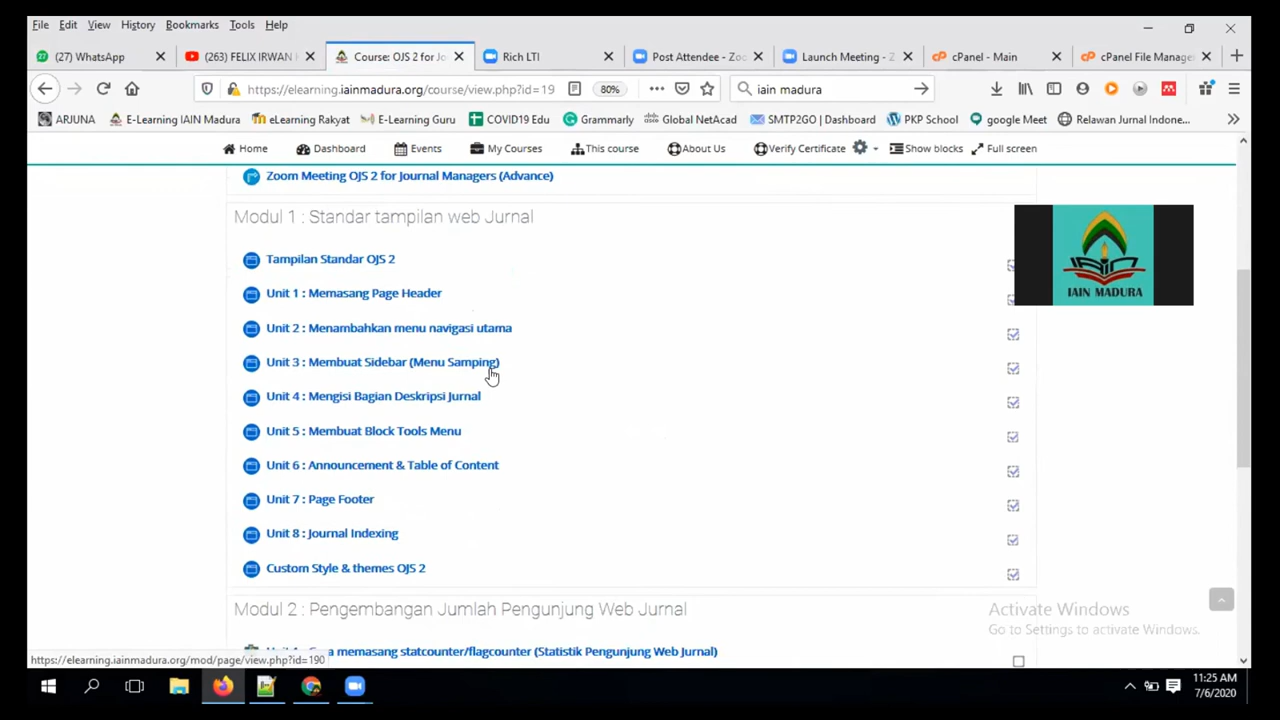 File Edit View History Bookmarks Tools Help
(27) WhatsApp
(263) FELIX IRWAN
Course: OJS 2 for Jo
Rich LTI
Post Attendee - Zoo
Launch Meeting - Z
cPanel - Main
cPanel File Manage
https://elearning.iainmadura.org/course/view.php?id=19
80%
iain madura
ARJUNA
E-Learning IAIN Madura
eLearning Rakyat
E-Learning Guru
COVID19 Edu
Grammarly
Global NetAcad
SMTP2GO | Dashboard
PKP School
google Meet
Relawan Jurnal Indone...
Home
Dashboard
Events
My Courses
This course
About Us
Verify Certificate
Show blocks
Full screen
Zoom Meeting OJS 2 for Journal Managers (Advance)
Modul 1 : Standar tampilan web Jurnal
Tampilan Standar OJS 2
Unit 1 : Memasang Page Header
Unit 2 : Menambahkan menu navigasi utama
Unit 3 : Membuat Sidebar (Menu Samping)
Unit 4 : Mengisi Bagian Deskripsi Jurnal
Unit 5 : Membuat Block Tools Menu
Unit 6 : Announcement & Table of Content
Unit 7 : Page Footer
Unit 8 : Journal Indexing
Custom Style & themes OJS 2
IAIN MADURA
Modul 2 : Pengembangan Jumlah Pengunjung Web Jurnal
memasang statcounter/flagcounter (Statistik Pengunjung Web Jurnal)
Activate Windows
Go to Settings to activate Windows.
https://elearning.iainmadura.org/mod/page/view.php?id=190
11:25 AM
7/6/2020